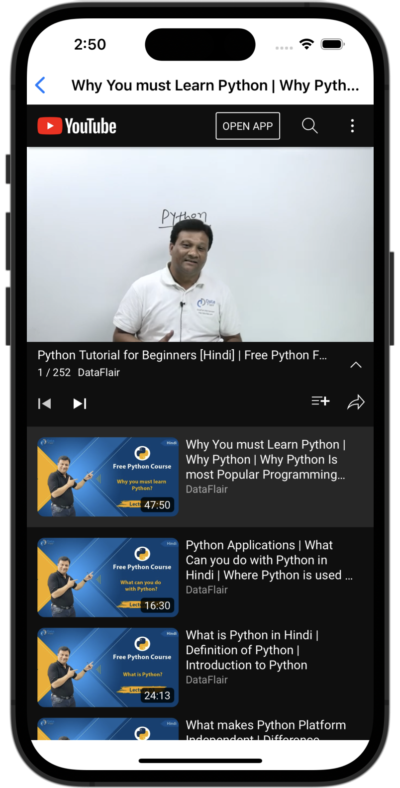 2:50
Why You must Learn Python | Why Pyth...
YouTube
OPEN APP
Python
Python Tutorial for Beginners [Hindi] | Free Python F...
1 / 252 DataFlair
Free Python Course
Why you must learn
Python?
47:50
Why You must Learn Python |
Why Python | Why Python Is
most Popular Programming...
DataFlair
Free Python Course
What can you do
with Python?
16:30
Python Applications | What
Can you do with Python in
Hindi | Where Python is used ...
DataFlair
Free Python Course
What is Python?
24:13
What is Python in Hindi |
Definition of Python |
Introduction to Python
DataFlair
What makes Python Platform
Independent | Difference